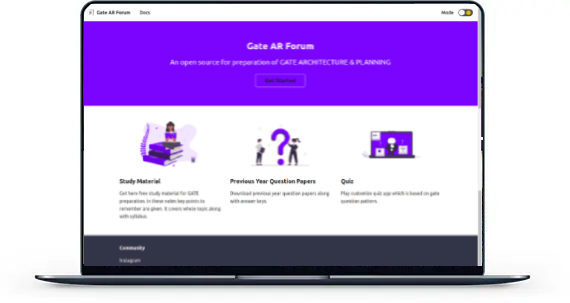 Gate AR Forum Docs Mode
Gate AR Forum
An open source for preparation of GATE ARCHITECTURE & PLANNING
Get Started
Study Material
Get here free study material for GATE
preparation. In these notes key points to
remember are given. It covers whole topic along
with syllabus.
Previous Year Question Papers
Download previous year question papers along
with answer keys.
Quiz
Play customize quiz app which is based on gate
question pattern.
Community
Instagram